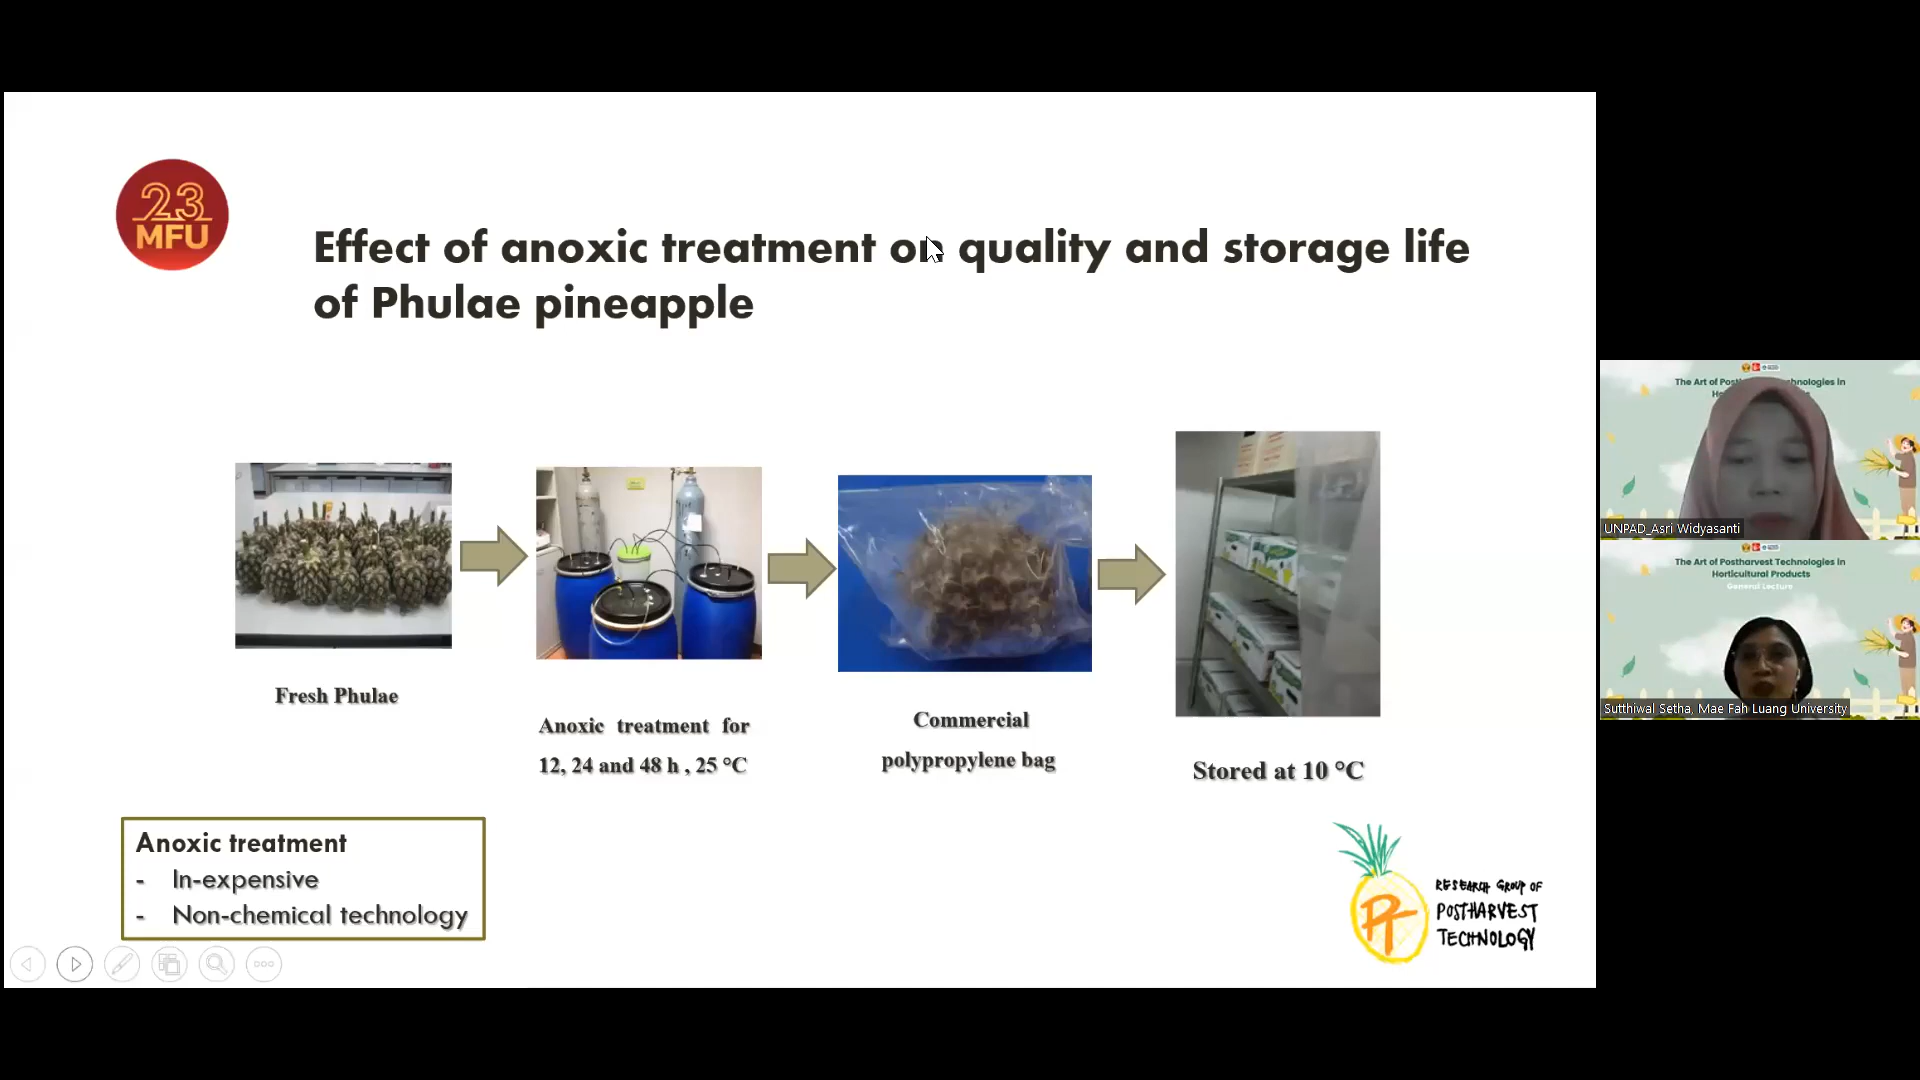 23
MFU
Effect of anoxic treatment on quality and storage life
of Phulae pineapple
Fresh Phulae
Anoxic treatment for
12, 24 and 48 h , 25 °C
Commercial
polypropylene bag
Stored at 10 °C
Anoxic treatment
- In-expensive
- Non-chemical technology
PT
RESEARCH GROUP OF
POSTHARVEST
TECHNOLOGY
UNPAD_Asri Widyasanti
The Art of Postharvest Technologies in
Horticultural Products
General Lecture
Sutthiwal Setha, Mae Fah Luang University